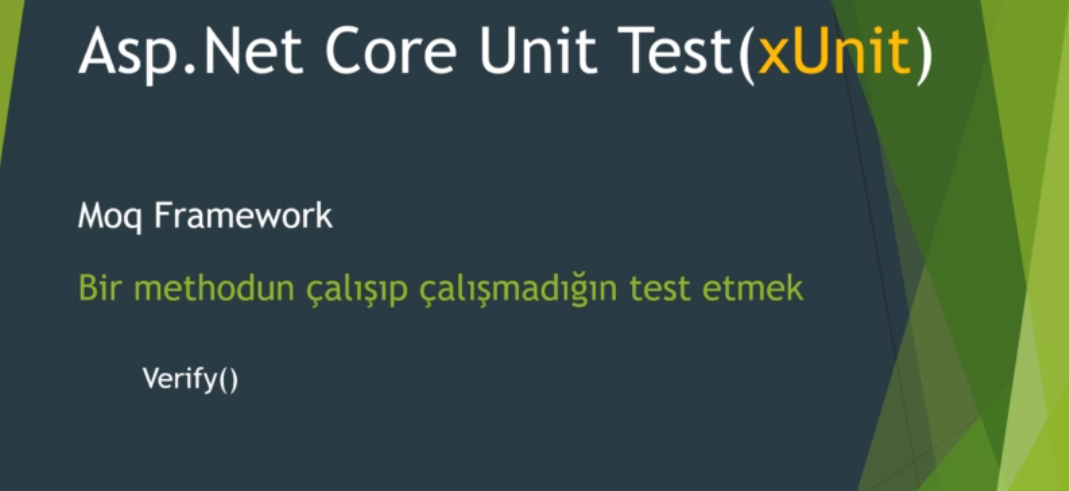 Asp.Net Core Unit Test(xUnit)
Moq Framework
Bir methodun çalışıp çalışmadığın test etmek
Verify()